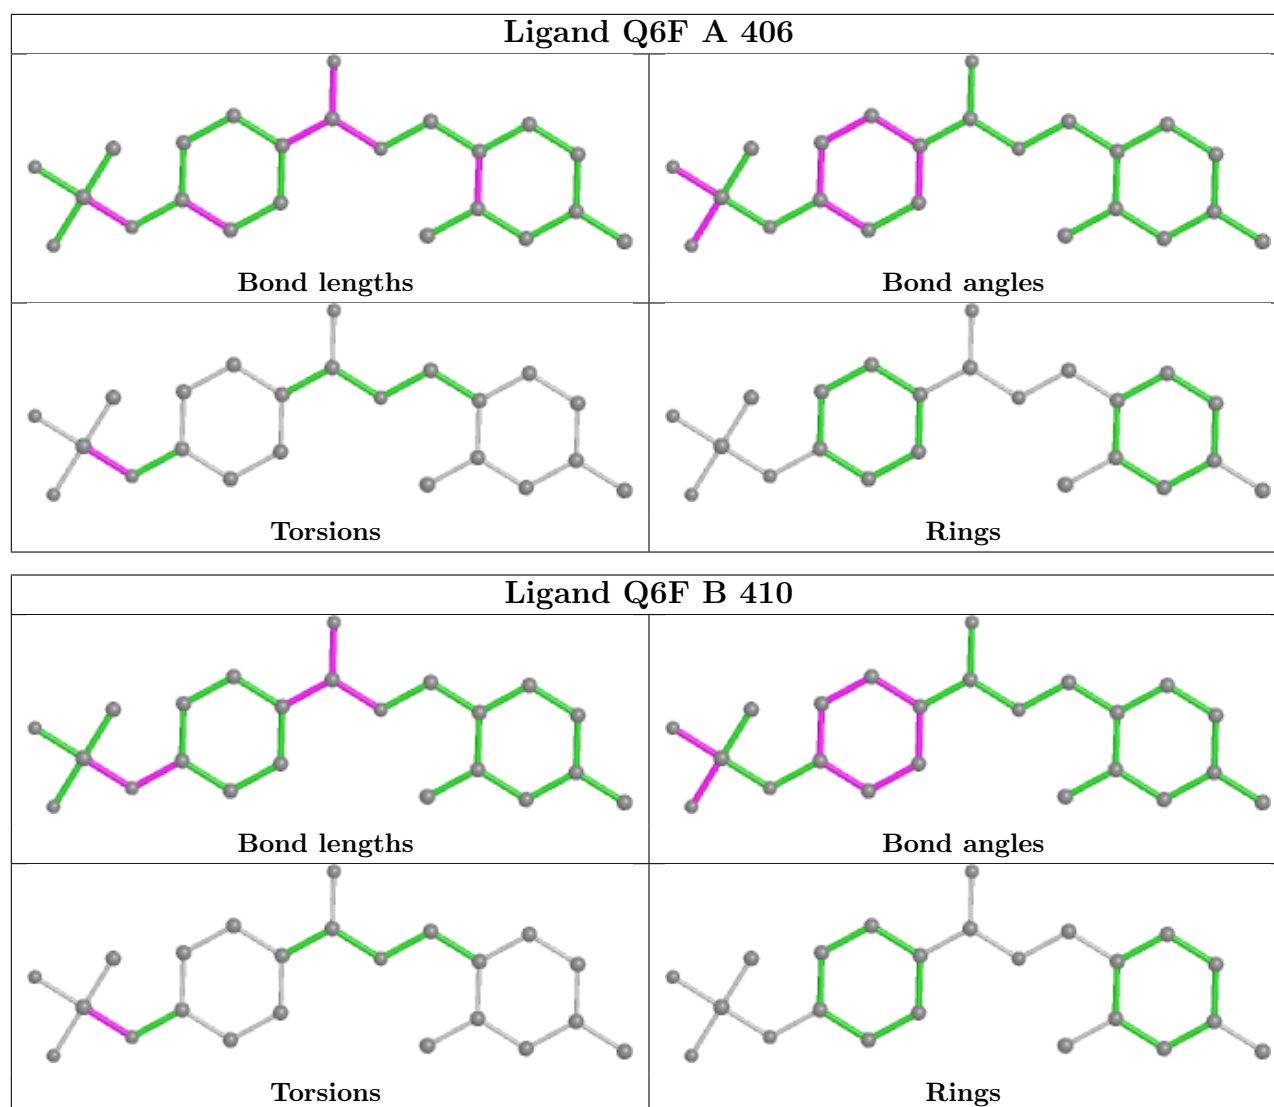 Ligand Q6F A 406
Bond lengths
Bond angles
Torsions
Rings
Ligand Q6F B 410
Bond lengths
Bond angles
Torsions
Rings